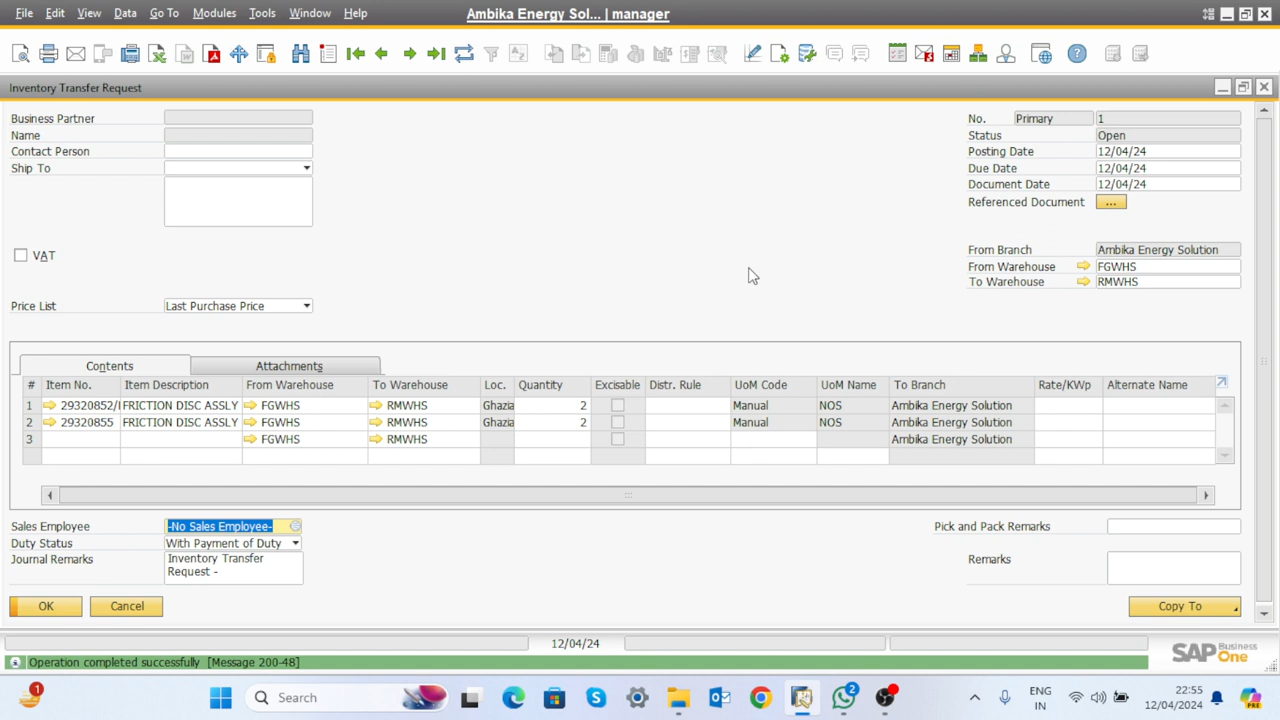 File Edit View Data Go To Modules Tools Window Help Ambika Energy Sol... | manager
Inventory Transfer Request
Business Partner No. Primary 1
Name Status Open
Contact Person Posting Date 12/04/24
Ship To Due Date 12/04/24
Document Date 12/04/24
Referenced Document ...
VAT From Branch Ambika Energy Solution
From Warehouse FGWHS
To Warehouse RMWHS
Price List Last Purchase Price
Contents Attachments
# Item No. Item Description From Warehouse To Warehouse Loc. Quantity Excisable Distr. Rule UoM Code UoM Name To Branch Rate/KWp Alternate Name
1 29320852/ FRICTION DISC ASSLY FGWHS RMWHS Ghazia 2 Manual NOS Ambika Energy Solution
2 29320855 FRICTION DISC ASSLY FGWHS RMWHS Ghazia 2 Manual NOS Ambika Energy Solution
3 FGWHS RMWHS Ambika Energy Solution
Sales Employee -No Sales Employee- Pick and Pack Remarks
Duty Status With Payment of Duty
Journal Remarks Inventory Transfer Remarks
Request -
OK Cancel Copy To
12/04/24
Operation completed successfully [Message 200-48]
SAP Business One
1 Search 2 ENG 22:55
IN 12/04/2024